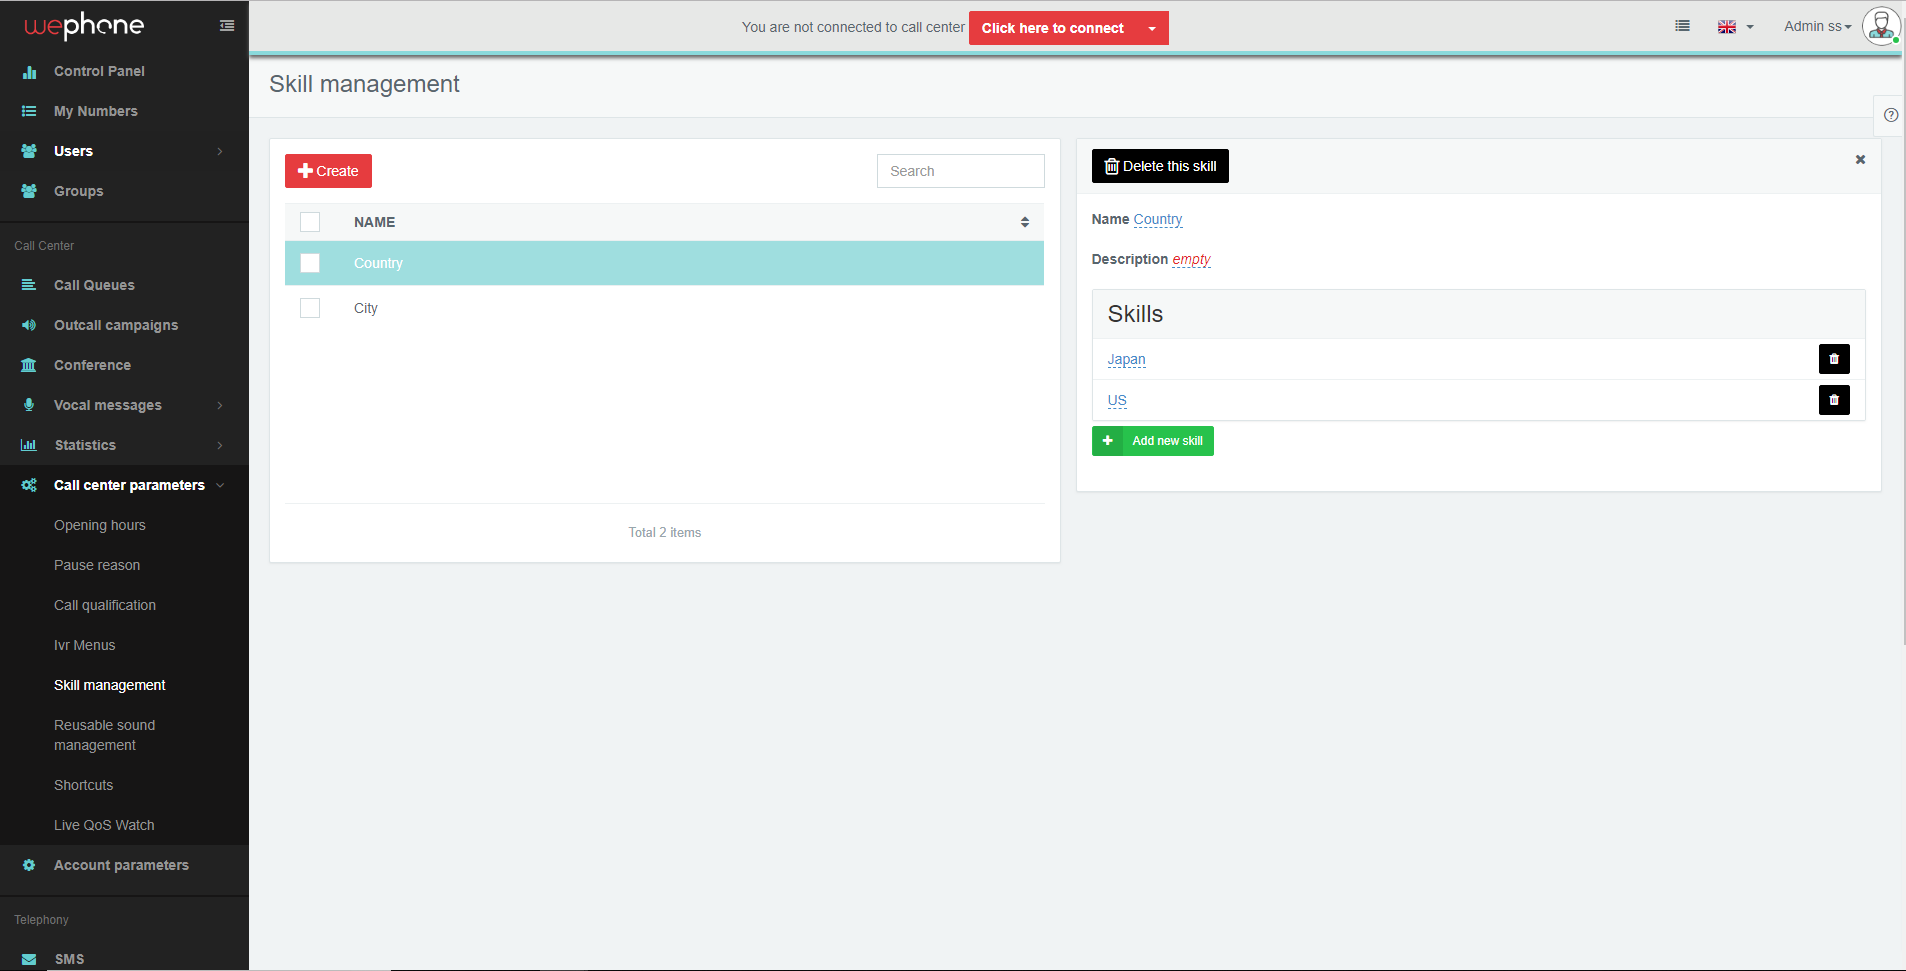 wephone
You are not connected to call center
Click here to connect
Admin ss
Control Panel
My Numbers
Users
Groups
Call Center
Call Queues
Outcall campaigns
Conference
Vocal messages
Statistics
Call center parameters
Opening hours
Pause reason
Call qualification
Ivr Menus
Skill management
Reusable sound
management
Shortcuts
Live QoS Watch
Account parameters
Telephony
SMS
Skill management
Create
Search
NAME
Country
City
Total 2 items
Delete this skill
Name Country
Description empty
Skills
Japan
US
Add new skill